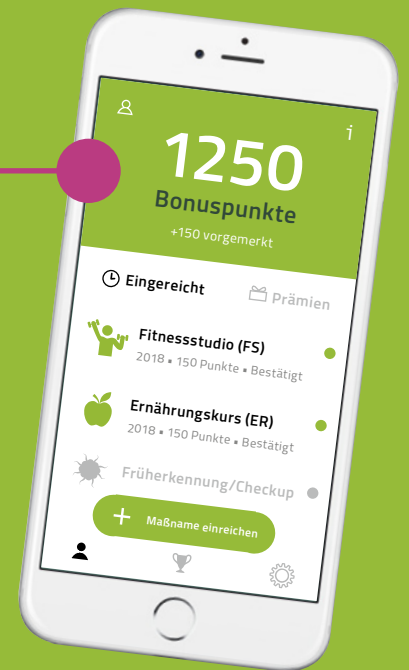 i
1250
Bonuspunkte
+150 vorgemerkt
Eingereicht
Prämien
Fitnessstudio (FS)
2018 ▪ 150 Punkte ▪ Bestätigt
Ernährungskurs (ER)
2018 ▪ 150 Punkte ▪ Bestätigt
Früherkennung/Checkup
+ Maßname einreichen